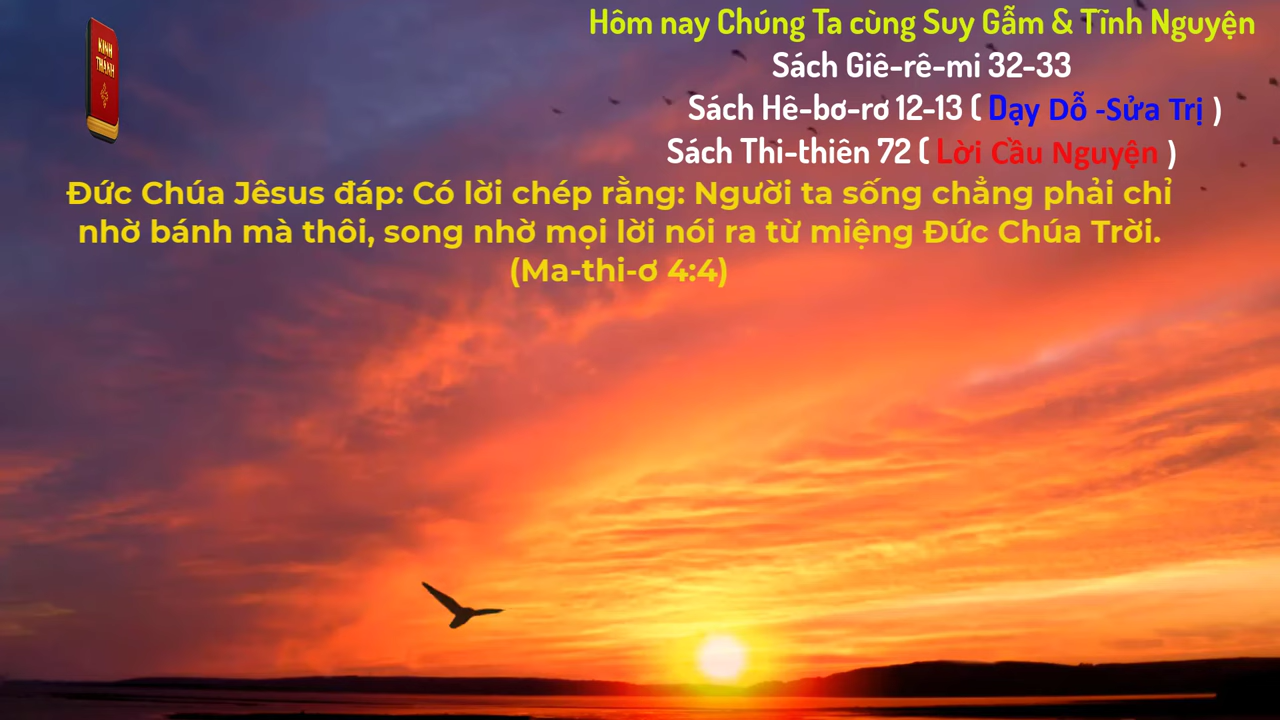 KINH
THÁNH
Hôm nay Chúng Ta cùng Suy Gẫm & Tĩnh Nguyện
Sách Giê-rê-mi 32-33
Sách Hê-bơ-rơ 12-13 ( Dạy Dỗ -Sửa Trị )
Sách Thi-thiên 72 ( Lời Cầu Nguyện )
Đức Chúa Jêsus đáp: Có lời chép rằng: Người ta sống chẳng phải chỉ
nhờ bánh mà thôi, song nhờ mọi lời nói ra từ miệng Đức Chúa Trời.
(Ma-thi-ơ 4:4)